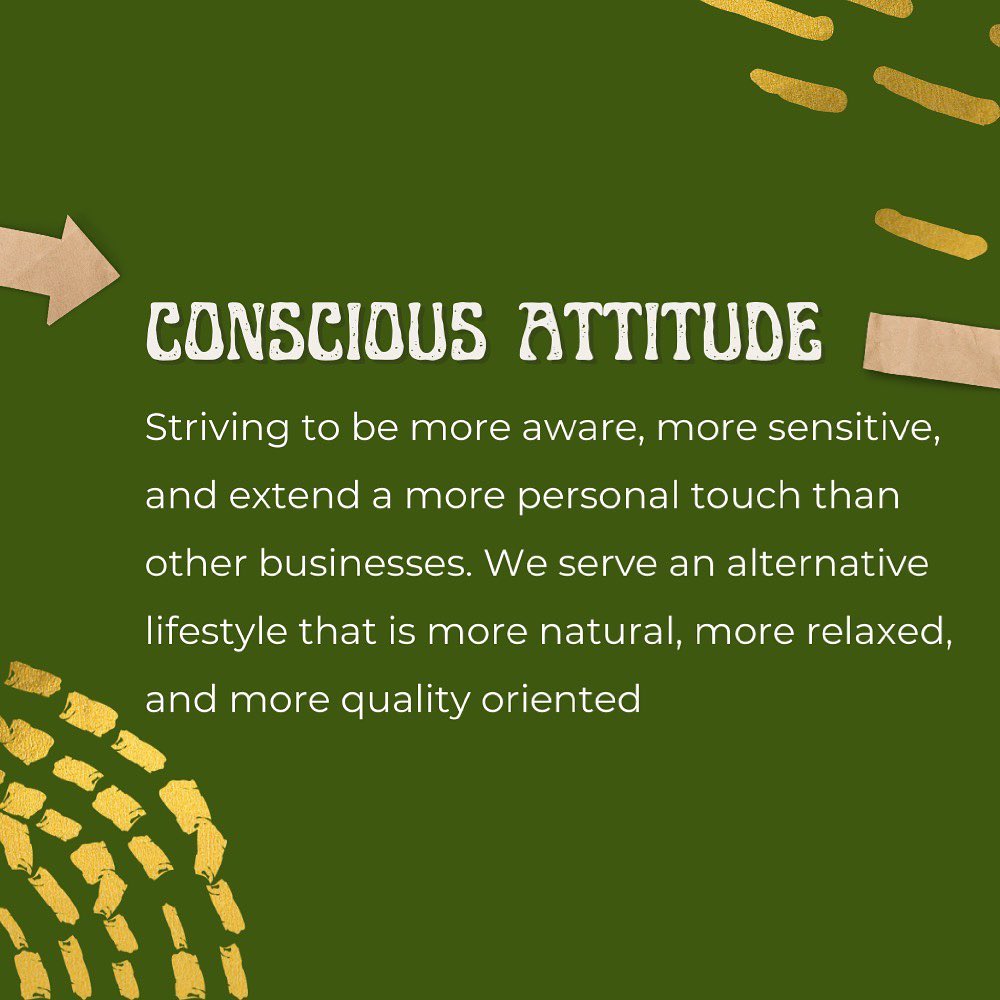 CONSCIOUS ATTITUDE
Striving to be more aware, more sensitive,
and extend a more personal touch than
other businesses. We serve an alternative
lifestyle that is more natural, more relaxed,
and more quality oriented